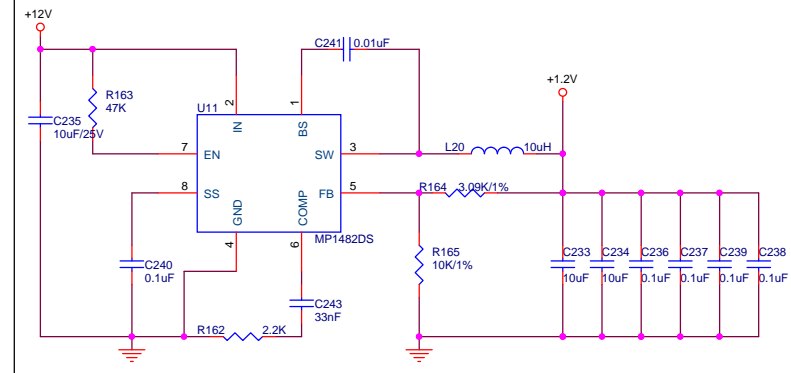 +12V
C241
0.01uF
+1.2V
R163
47K
U11
C235
10uF/25V
2
1
IN
BS
7
EN
SW
3
L20
10uH
8
SS
FB
5
R164
3.09K/1%
GND
COMP
4
6
MP1482DS
C240
0.1uF
R165
10K/1%
C233
10uF
C234
10uF
C236
0.1uF
C237
0.1uF
C239
0.1uF
C238
0.1uF
C243
33nF
R162
2.2K